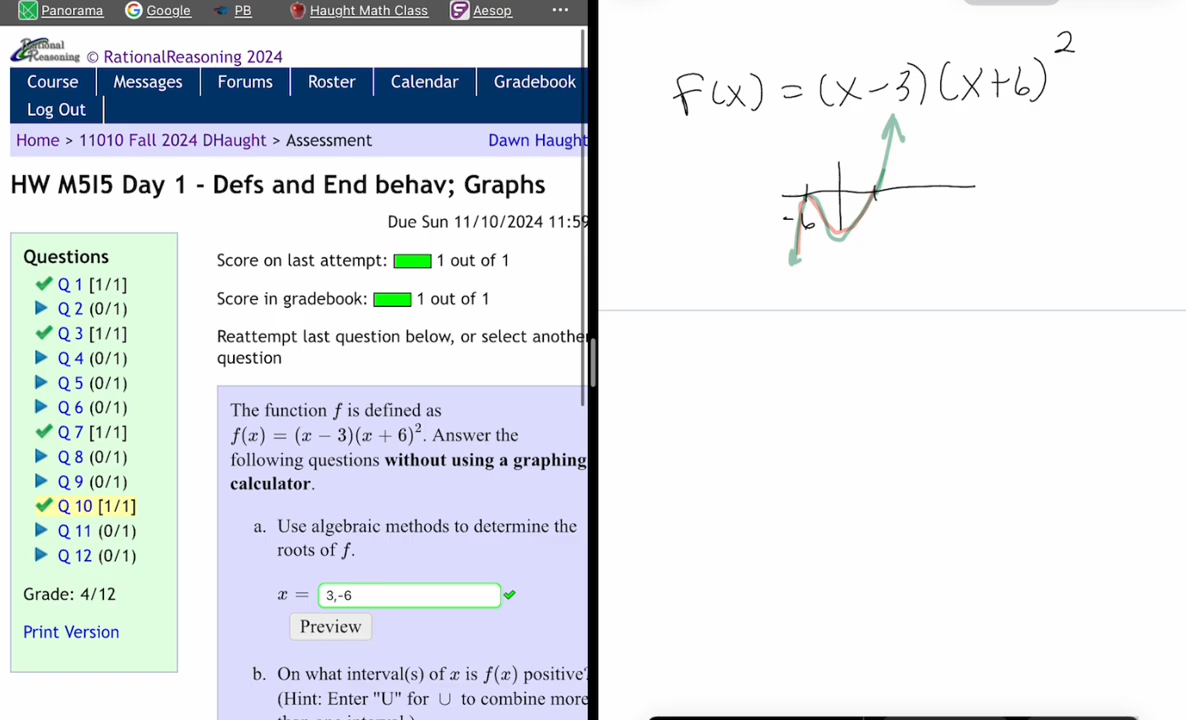 Panorama Google PB Haught Math Class Aesop ···
Rational Reasoning © RationalReasoning 2024
Course Messages Forums Roster Calendar Gradebook
Log Out
Home > 11010 Fall 2024 DHaught > Assessment Dawn Haught
HW M5I5 Day 1 - Defs and End behav; Graphs
Due Sun 11/10/2024 11:59
Questions
Q 1 [1/1]
Q 2 (0/1)
Q 3 [1/1]
Q 4 (0/1)
Q 5 (0/1)
Q 6 (0/1)
Q 7 [1/1]
Q 8 (0/1)
Q 9 (0/1)
Q 10 [1/1]
Q 11 (0/1)
Q 12 (0/1)
Grade: 4/12
Print Version
Score on last attempt: 1 out of 1
Score in gradebook: 1 out of 1
Reattempt last question below, or select another
question
The function f is defined as
f(x) = (x − 3)(x + 6)². Answer the
following questions without using a graphing
calculator.
a. Use algebraic methods to determine the
roots of f.
x = 3,-6
Preview
b. On what interval(s) of x is f(x) positive?
(Hint: Enter "U" for ∪ to combine more
f(x) = (x-3)(x+6)²
-6